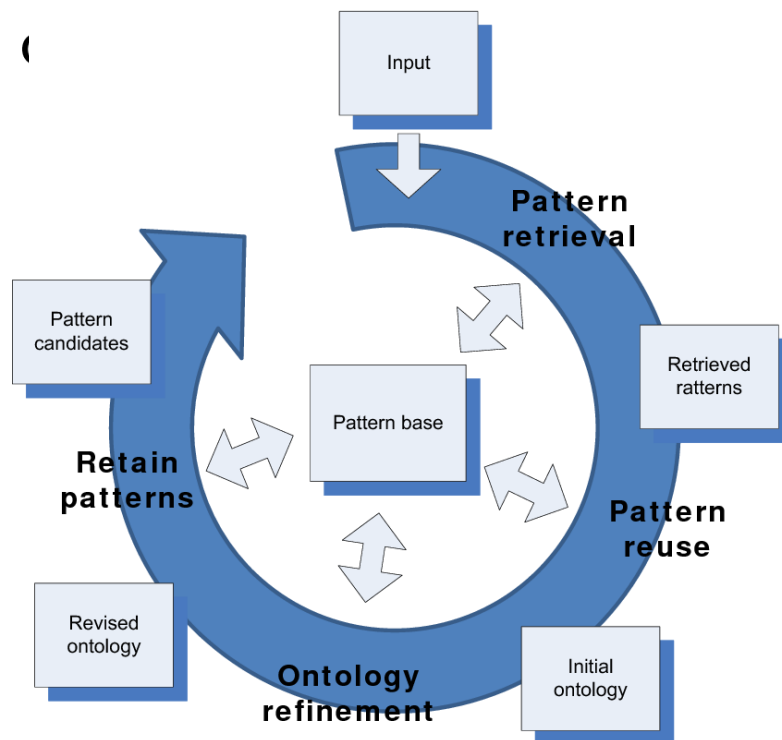 Input
Pattern
retrieval
Pattern
candidates
Retrieved
ratterns
Pattern base
Retain
patterns
Pattern
reuse
Revised
ontology
Ontology
refinement
Initial
ontology